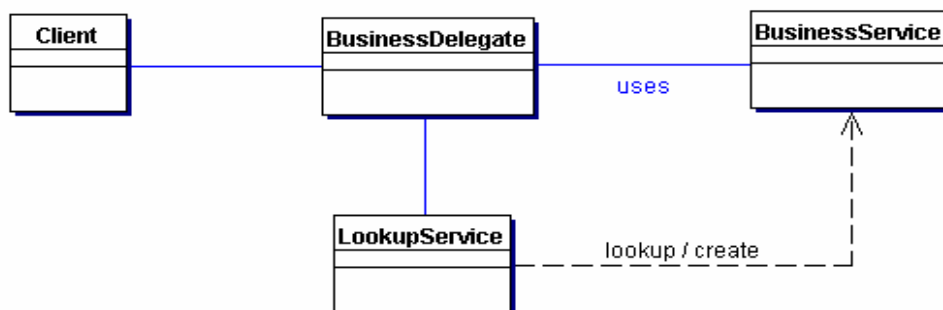 Client
BusinessDelegate
BusinessService
uses
LookupService
lookup / create